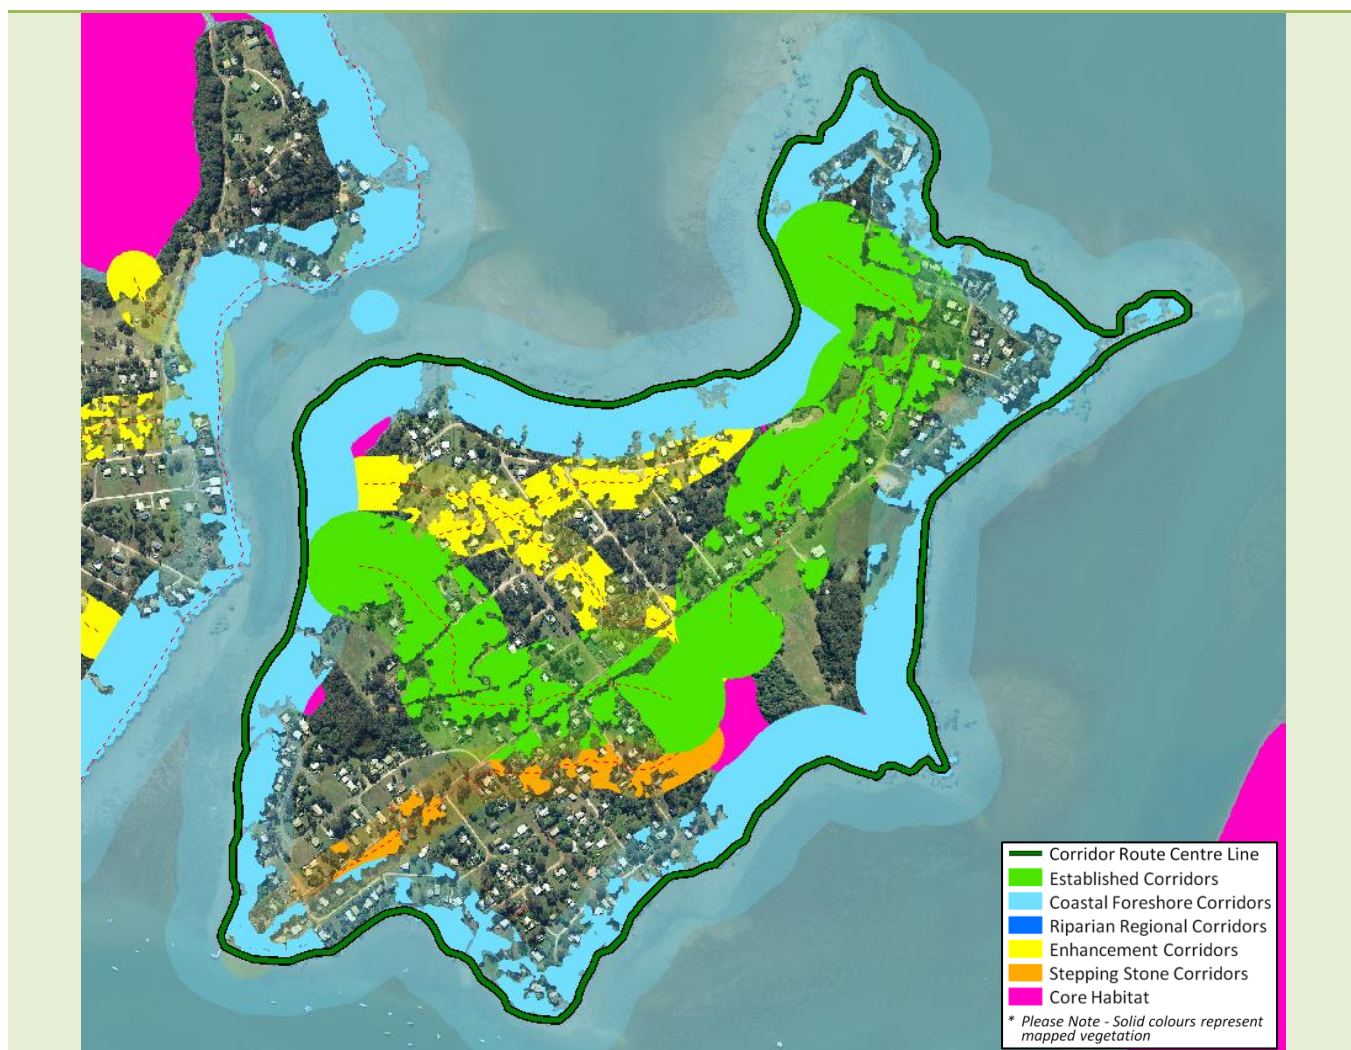 Corridor Route Centre Line
Established Corridors
Coastal Foreshore Corridors
Riparian Regional Corridors
Enhancement Corridors
Stepping Stone Corridors
Core Habitat
* Please Note - Solid colours represent
mapped vegetation